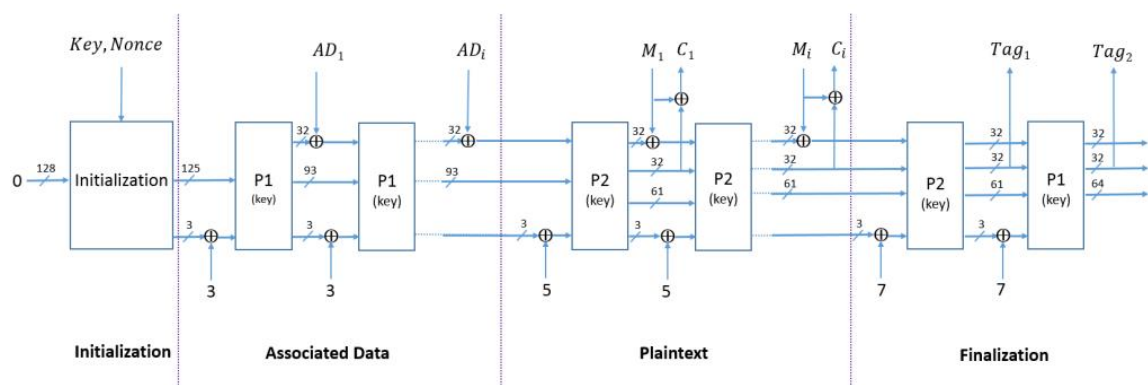 Key, Nonce
AD₁
ADᵢ
M₁
C₁
Mᵢ
Cᵢ
Tag₁
Tag₂
0
128
Initialization
125
3
P1
(key)
32
93
3
P1
(key)
32
93
3
P2
(key)
32
32
61
3
P2
(key)
32
32
61
3
P2
(key)
32
32
61
3
P1
(key)
32
32
64
3
3
5
5
7
7
Initialization
Associated Data
Plaintext
Finalization